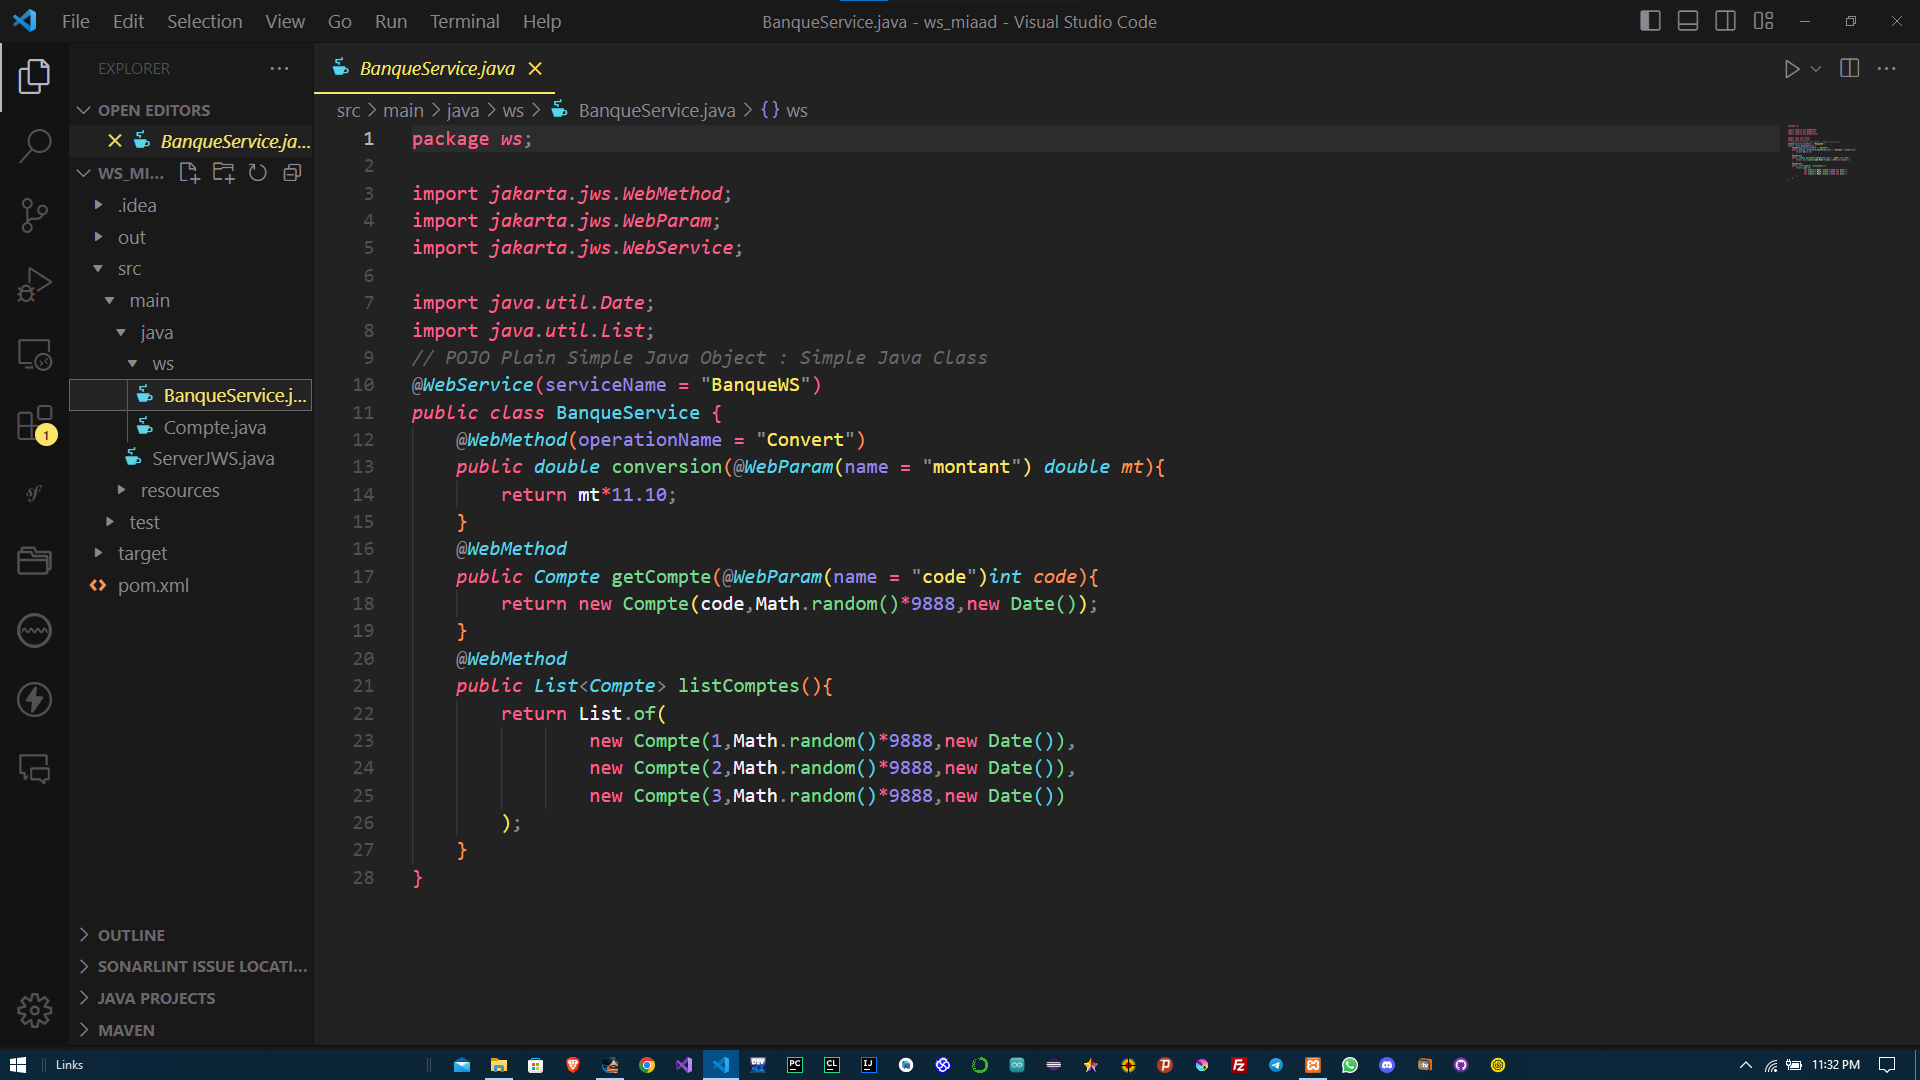 File Edit Selection View Go Run Terminal Help
BanqueService.java - ws_miaad - Visual Studio Code
EXPLORER
OPEN EDITORS
BanqueService.ja...
WS_MI...
.idea
out
src
main
java
ws
BanqueService.j...
Compte.java
ServerJWS.java
resources
test
target
pom.xml
OUTLINE
SONARLINT ISSUE LOCATI...
JAVA PROJECTS
MAVEN
1
BanqueService.java
src > main > java > ws > BanqueService.java > {} ws
1 package ws;
2
3 import jakarta.jws.WebMethod;
4 import jakarta.jws.WebParam;
5 import jakarta.jws.WebService;
6
7 import java.util.Date;
8 import java.util.List;
9 // POJO Plain Simple Java Object : Simple Java Class
10 @WebService(serviceName = "BanqueWS")
11 public class BanqueService {
12 @WebMethod(operationName = "Convert")
13 public double conversion(@WebParam(name = "montant") double mt){
14 return mt*11.10;
15 }
16 @WebMethod
17 public Compte getCompte(@WebParam(name = "code")int code){
18 return new Compte(code,Math.random()*9888,new Date());
19 }
20 @WebMethod
21 public List<Compte> listComptes(){
22 return List.of(
23 new Compte(1,Math.random()*9888,new Date()),
24 new Compte(2,Math.random()*9888,new Date()),
25 new Compte(3,Math.random()*9888,new Date())
26 );
27 }
28 }
Links
11:32 PM